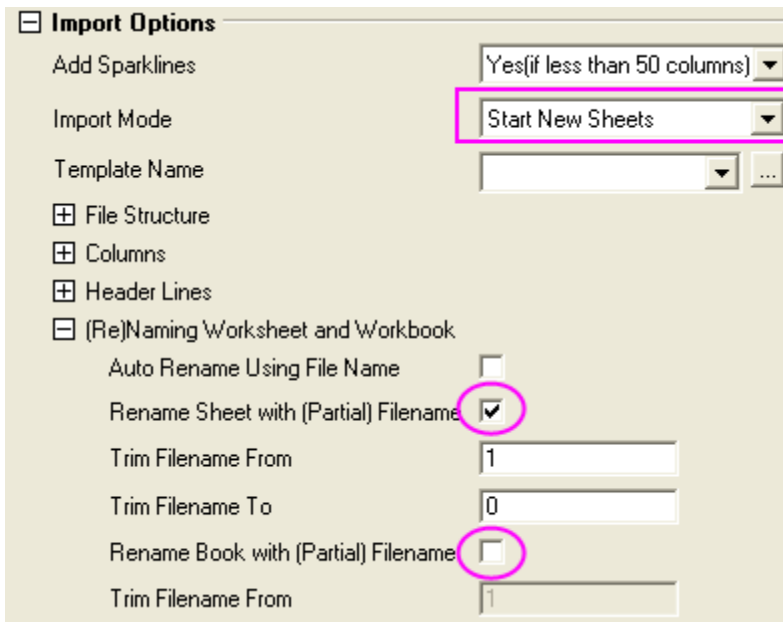 Import Options
Add Sparklines Yes(if less than 50 columns)
Import Mode Start New Sheets
Template Name ...
File Structure
Columns
Header Lines
(Re)Naming Worksheet and Workbook
Auto Rename Using File Name
Rename Sheet with (Partial) Filename
Trim Filename From 1
Trim Filename To 0
Rename Book with (Partial) Filename
Trim Filename From 1